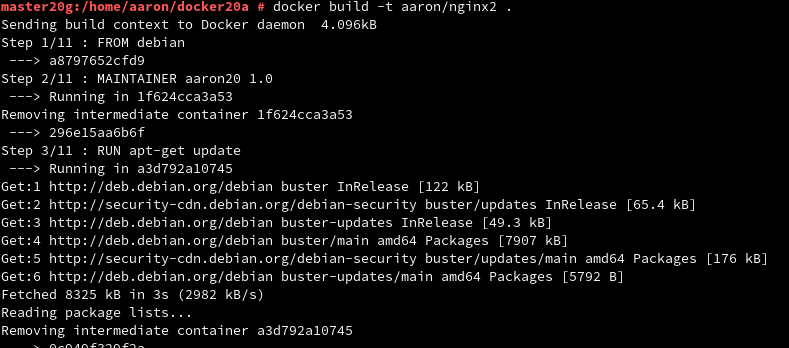 master20g:/home/aaron/docker20a # docker build -t aaron/nginx2 .
Sending build context to Docker daemon  4.096kB
Step 1/11 : FROM debian
 ---> a8797652cfd9
Step 2/11 : MAINTAINER aaron20 1.0
 ---> Running in 1f624cca3a53
Removing intermediate container 1f624cca3a53
 ---> 296e15aa6b6f
Step 3/11 : RUN apt-get update
 ---> Running in a3d792a10745
Get:1 http://deb.debian.org/debian buster InRelease [122 kB]
Get:2 http://security-cdn.debian.org/debian-security buster/updates InRelease [65.4 kB]
Get:3 http://deb.debian.org/debian buster-updates InRelease [49.3 kB]
Get:4 http://deb.debian.org/debian buster/main amd64 Packages [7907 kB]
Get:5 http://security-cdn.debian.org/debian-security buster/updates/main amd64 Packages [176 kB]
Get:6 http://deb.debian.org/debian buster-updates/main amd64 Packages [5792 B]
Fetched 8325 kB in 3s (2982 kB/s)
Reading package lists...
Removing intermediate container a3d792a10745